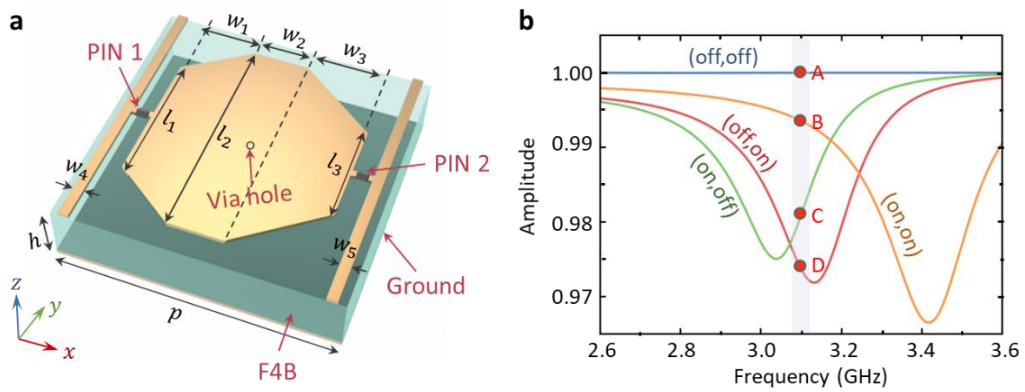 a
w₁
w₂
w₃
PIN 1
l₁
l₂
l₃
PIN 2
Via hole
w₄
w₅
h
Ground
p
F4B
z
y
x
b
(off,off)
A
B
C
D
(off,on)
(on,off)
(on,on)
1.00
0.99
0.98
0.97
Amplitude
2.6 2.8 3.0 3.2 3.4 3.6
Frequency (GHz)